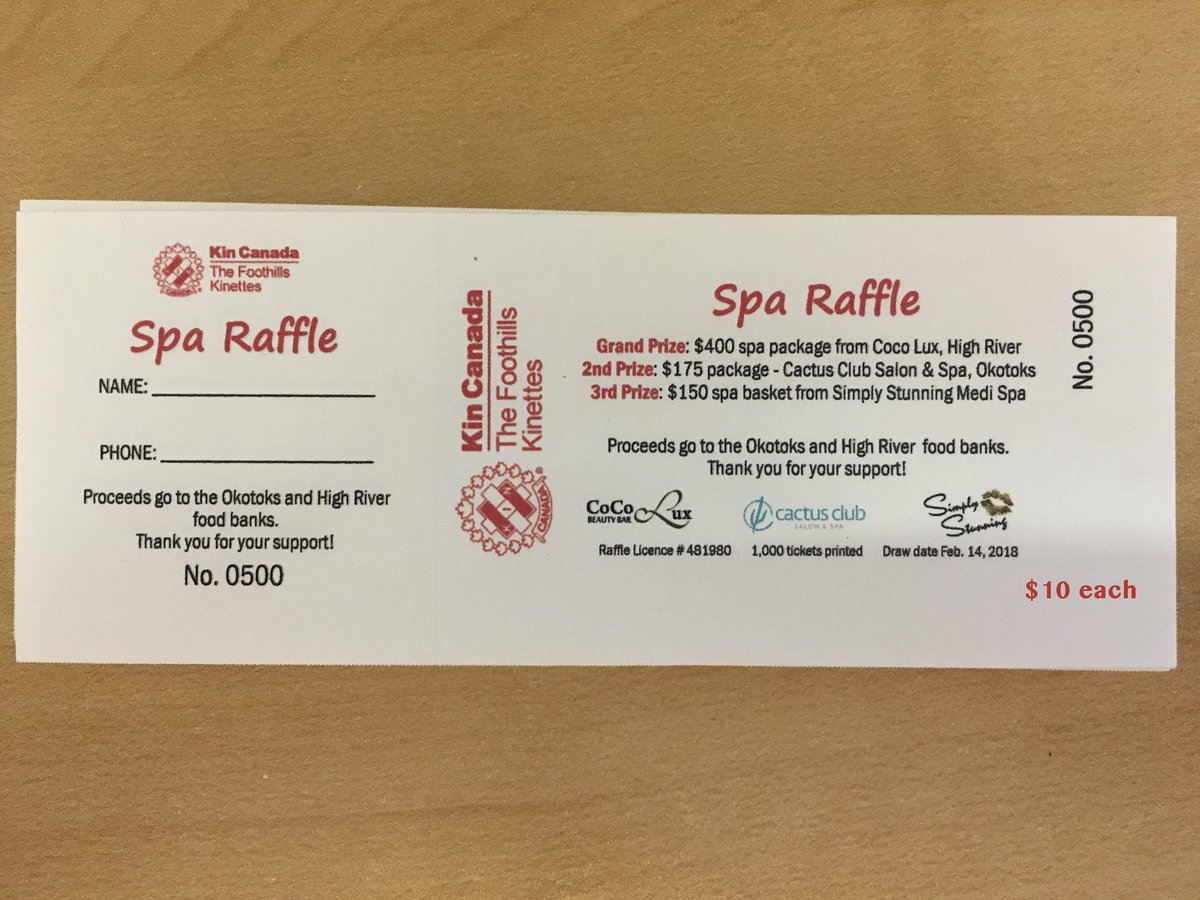 Kin Canada
The Foothills
Kinettes
Spa Raffle
NAME:
PHONE:
Proceeds go to the Okotoks and High River
food banks.
Thank you for your support!
No. 0500
Kin Canada
The Foothills
Kinettes
KIN
CANADA
Spa Raffle
Grand Prize: $400 spa package from Coco Lux, High River
2nd Prize: $175 package - Cactus Club Salon & Spa, Okotoks
3rd Prize: $150 spa basket from Simply Stunning Medi Spa
No. 0500
Proceeds go to the Okotoks and High River food banks.
Thank you for your support!
CoCo Lux
BEAUTY BAR
cactus club
SALON & SPA
Simply
Stunning
Raffle Licence # 481980 1,000 tickets printed Draw date Feb. 14, 2018
$10 each